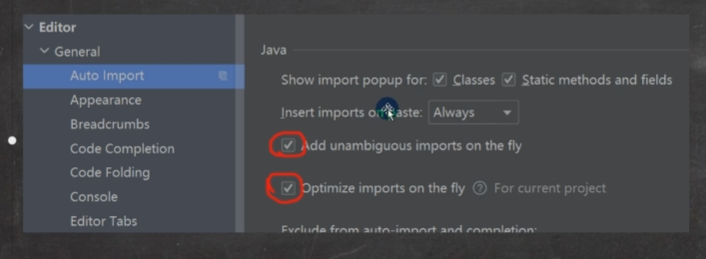 Editor
General
Auto Import
Appearance
Breadcrumbs
Code Completion
Code Folding
Console
Editor Tabs
Java
Show import popup for: Classes Static methods and fields
Insert imports on paste: Always
Add unambiguous imports on the fly
Optimize imports on the fly ? For current project
Exclude from auto-import and completion: